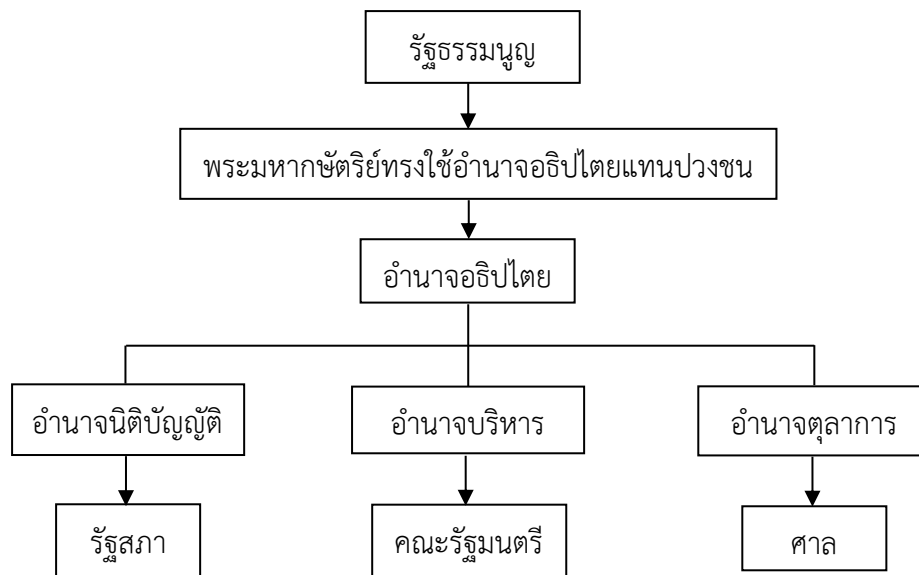 รัฐธรรมนูญ
พระมหากษัตริย์ทรงใช้อำนาจอธิปไตยแทนปวงชน
อำนาจอธิปไตย
อำนาจนิติบัญญัติ
อำนาจบริหาร
อำนาจตุลาการ
รัฐสภา
คณะรัฐมนตรี
ศาล